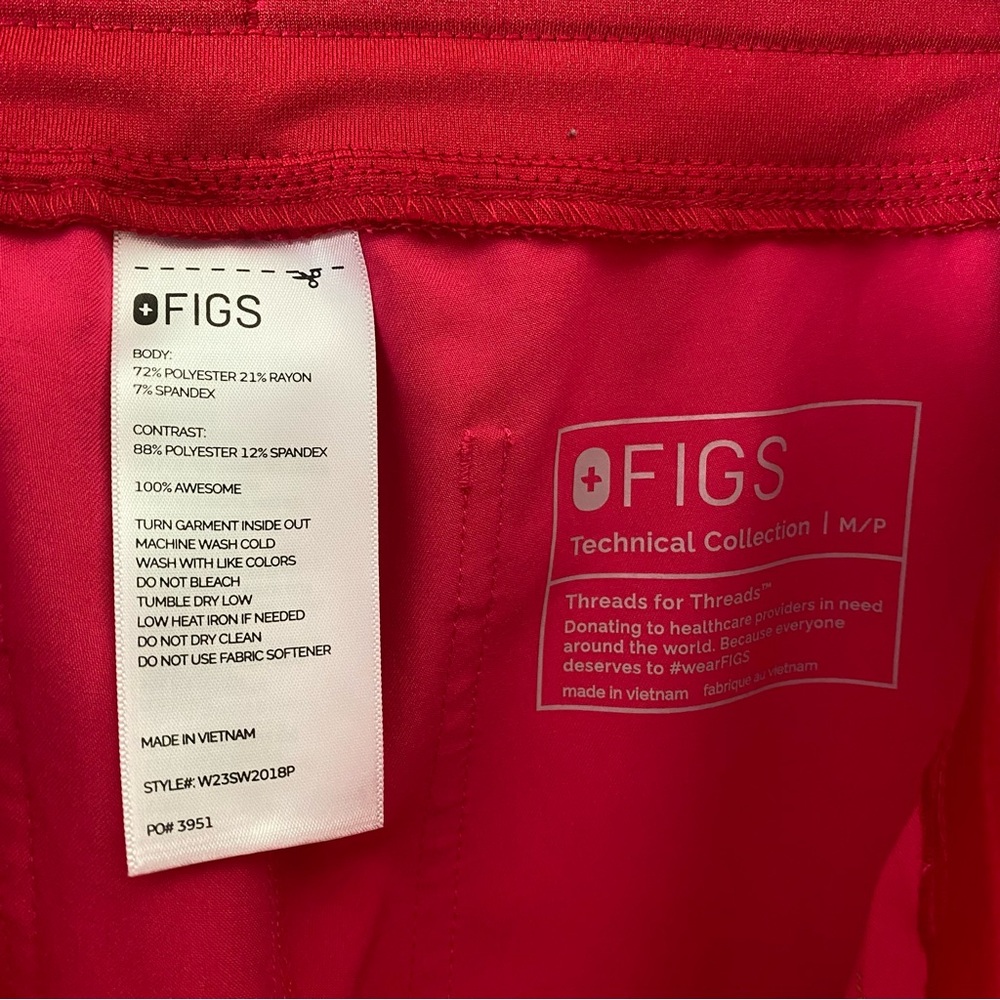 FIGS
BODY:
72% POLYESTER 21% RAYON
7% SPANDEX
CONTRAST:
88% POLYESTER 12% SPANDEX
100% AWESOME
TURN GARMENT INSIDE OUT
MACHINE WASH COLD
WASH WITH LIKE COLORS
DO NOT BLEACH
TUMBLE DRY LOW
LOW HEAT IRON IF NEEDED
DO NOT DRY CLEAN
DO NOT USE FABRIC SOFTENER
MADE IN VIETNAM
STYLE#: W23SW2018P
PO# 3951
FIGS
Technical Collection | M/P
Threads for Threads™
Donating to healthcare providers in need
around the world. Because everyone
deserves to #wearFIGS
made in vietnam fabrique au vietnam